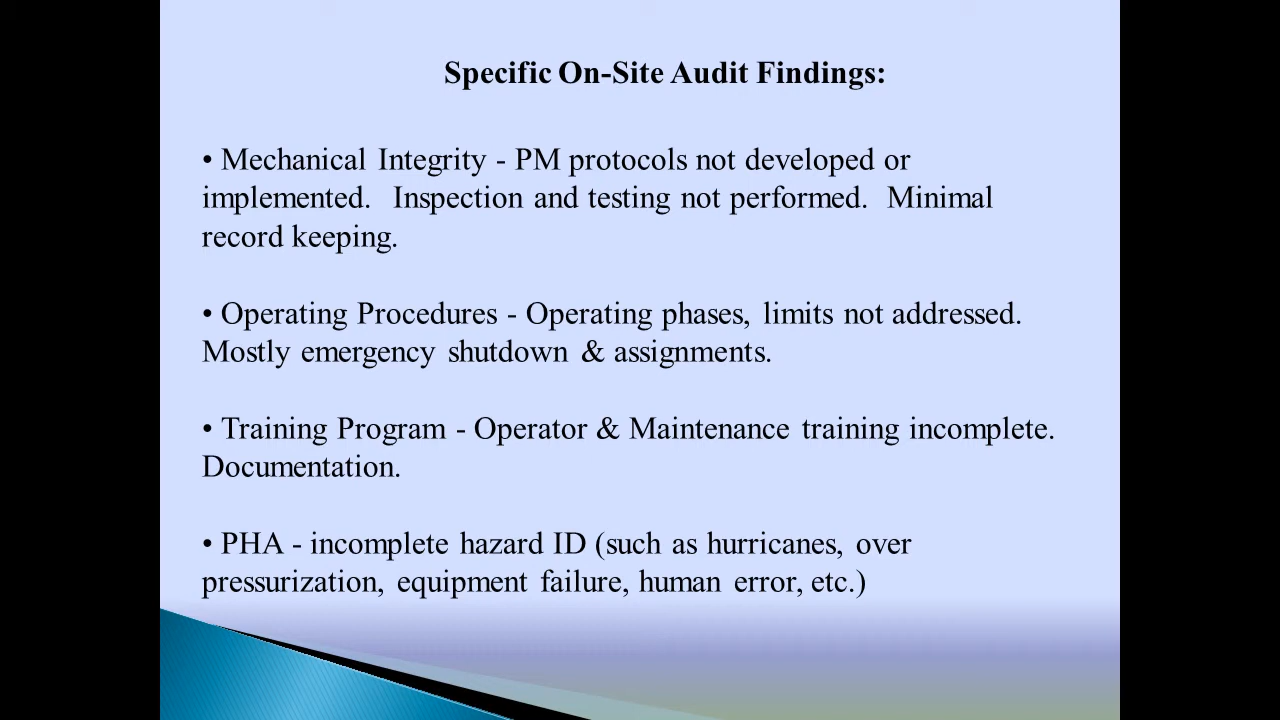 Specific On-Site Audit Findings:
• Mechanical Integrity - PM protocols not developed or
implemented.  Inspection and testing not performed.  Minimal
record keeping.
• Operating Procedures - Operating phases, limits not addressed.
Mostly emergency shutdown & assignments.
• Training Program - Operator & Maintenance training incomplete.
Documentation.
• PHA - incomplete hazard ID (such as hurricanes, over
pressurization, equipment failure, human error, etc.)